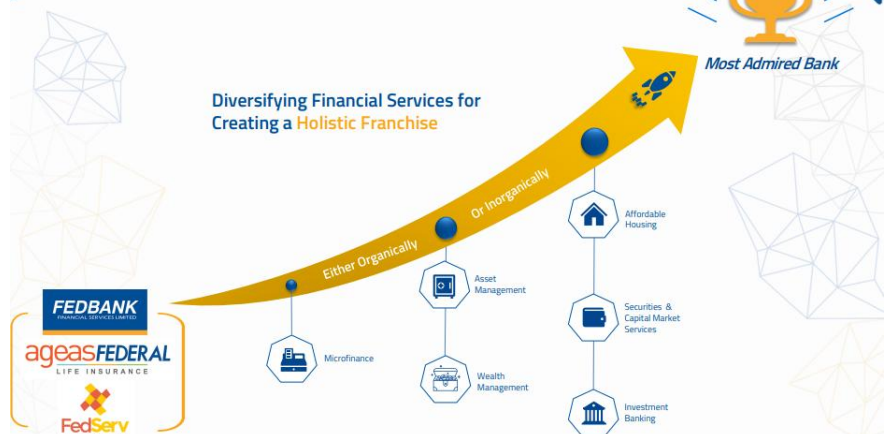 Most Admired Bank
Diversifying Financial Services for
Creating a Holistic Franchise
Either Organically
Or Inorganically
Affordable
Housing
Asset
Management
Securities &
Capital Market
Services
Microfinance
Wealth
Management
Investment
Banking
FEDBANK
FINANCIAL SERVICES LIMITED
ageasFEDERAL
LIFE INSURANCE
FedServ